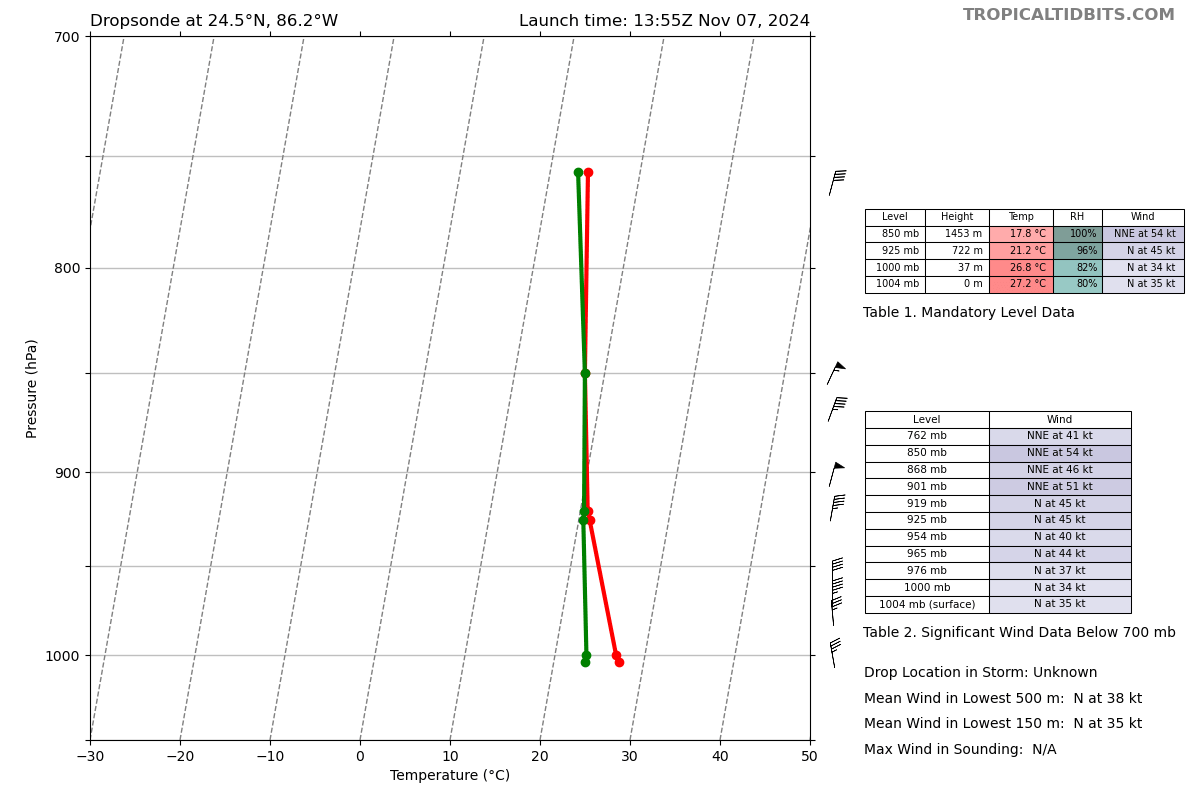 Dropsonde at 24.5°N, 86.2°W
Launch time: 13:55Z Nov 07, 2024
TROPICALTIDBITS.COM
700
800
900
1000
Pressure (hPa)
−30 −20 −10 0 10 20 30 40 50
Temperature (°C)
Level Height Temp RH Wind
850 mb 1453 m 17.8 °C 100% NNE at 54 kt
925 mb 722 m 21.2 °C 96% N at 45 kt
1000 mb 37 m 26.8 °C 82% N at 34 kt
1004 mb 0 m 27.2 °C 80% N at 35 kt
Table 1. Mandatory Level Data
Level Wind
762 mb NNE at 41 kt
850 mb NNE at 54 kt
868 mb NNE at 46 kt
901 mb NNE at 51 kt
919 mb N at 45 kt
925 mb N at 45 kt
954 mb N at 40 kt
965 mb N at 44 kt
976 mb N at 37 kt
1000 mb N at 34 kt
1004 mb (surface) N at 35 kt
Table 2. Significant Wind Data Below 700 mb
Drop Location in Storm: Unknown
Mean Wind in Lowest 500 m: N at 38 kt
Mean Wind in Lowest 150 m: N at 35 kt
Max Wind in Sounding: N/A